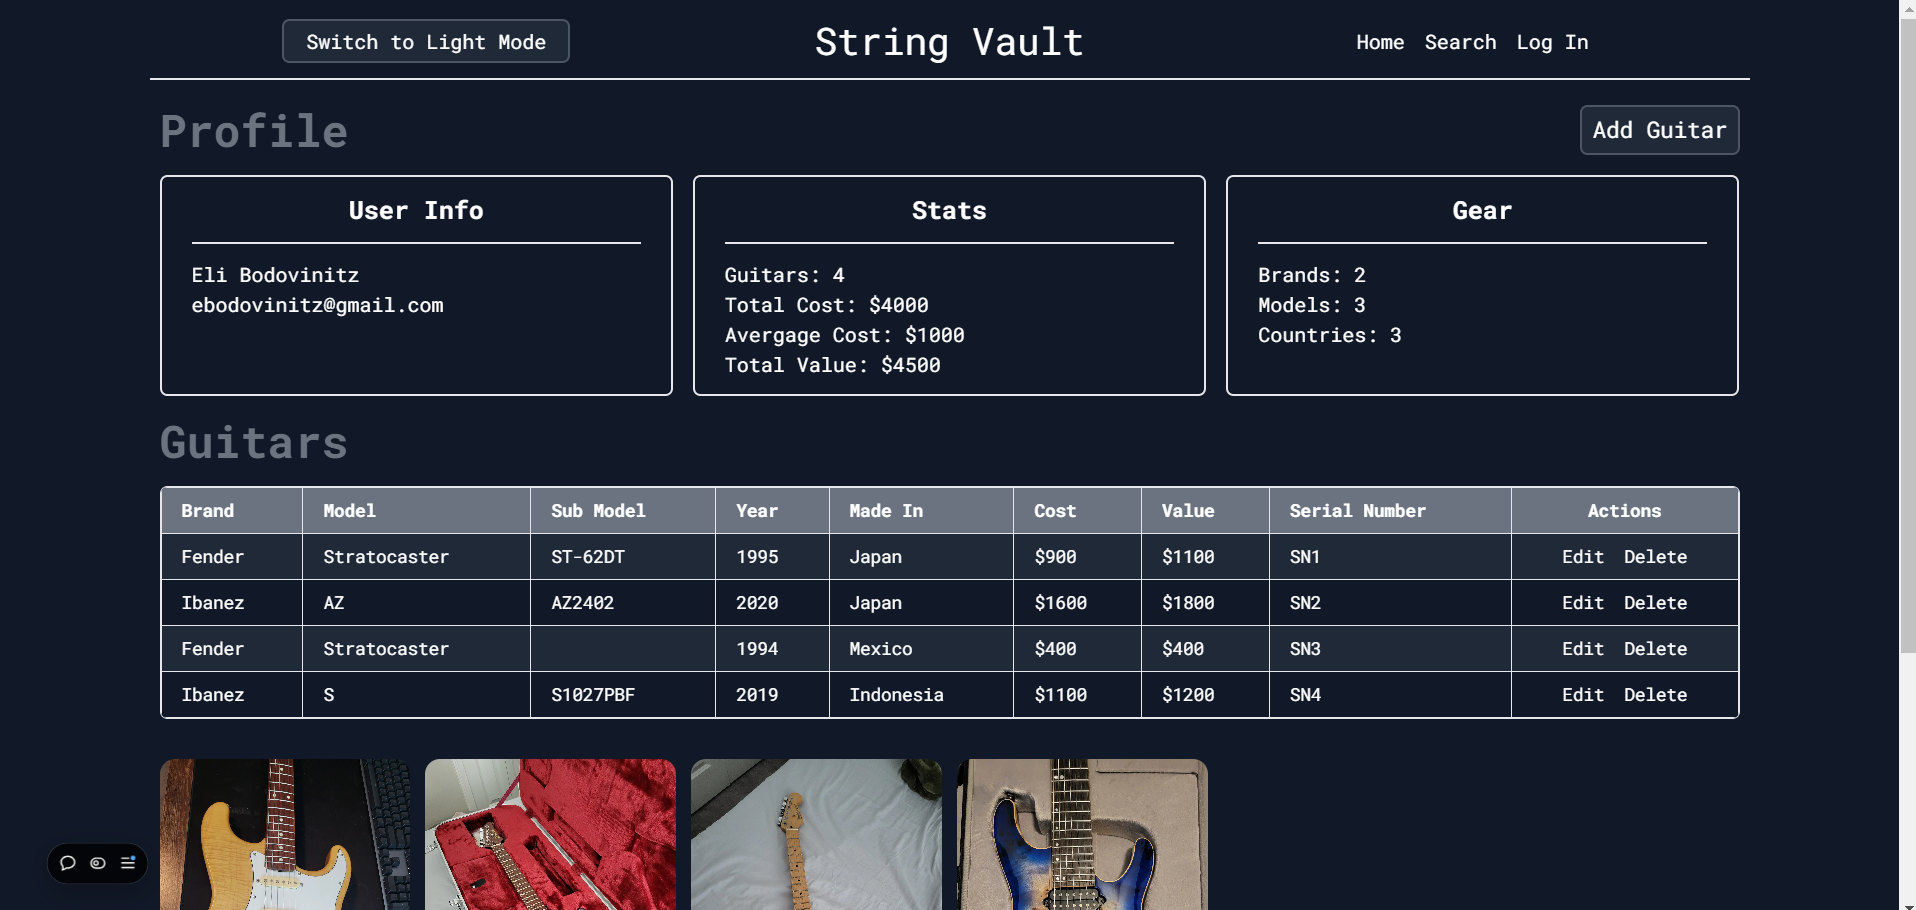 Switch to Light Mode
String Vault
Home Search Log In
Profile
Add Guitar
User Info
Eli Bodovinitz
ebodovinitz@gmail.com
Stats
Guitars: 4
Total Cost: $4000
Avergage Cost: $1000
Total Value: $4500
Gear
Brands: 2
Models: 3
Countries: 3
Guitars
Brand Model Sub Model Year Made In Cost Value Serial Number Actions
Fender Stratocaster ST-62DT 1995 Japan $900 $1100 SN1 Edit Delete
Ibanez AZ AZ2402 2020 Japan $1600 $1800 SN2 Edit Delete
Fender Stratocaster 1994 Mexico $400 $400 SN3 Edit Delete
Ibanez S S1027PBF 2019 Indonesia $1100 $1200 SN4 Edit Delete